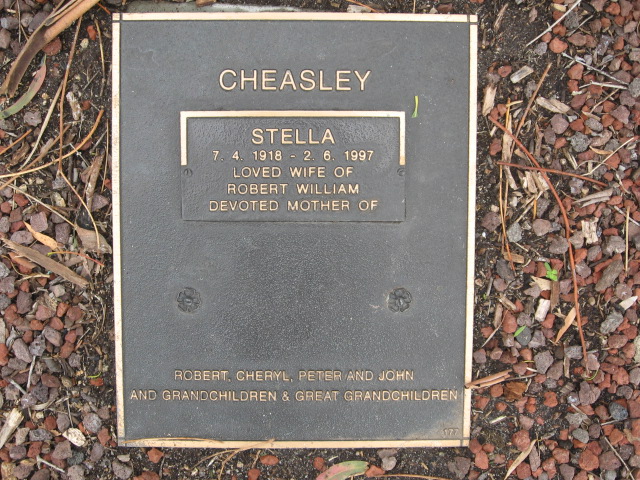 CHEASLEY
STELLA
7. 4. 1918 - 2. 6. 1997
LOVED WIFE OF
ROBERT WILLIAM
DEVOTED MOTHER OF
ROBERT, CHERYL, PETER AND JOHN
AND GRANDCHILDREN & GREAT GRANDCHILDREN
177